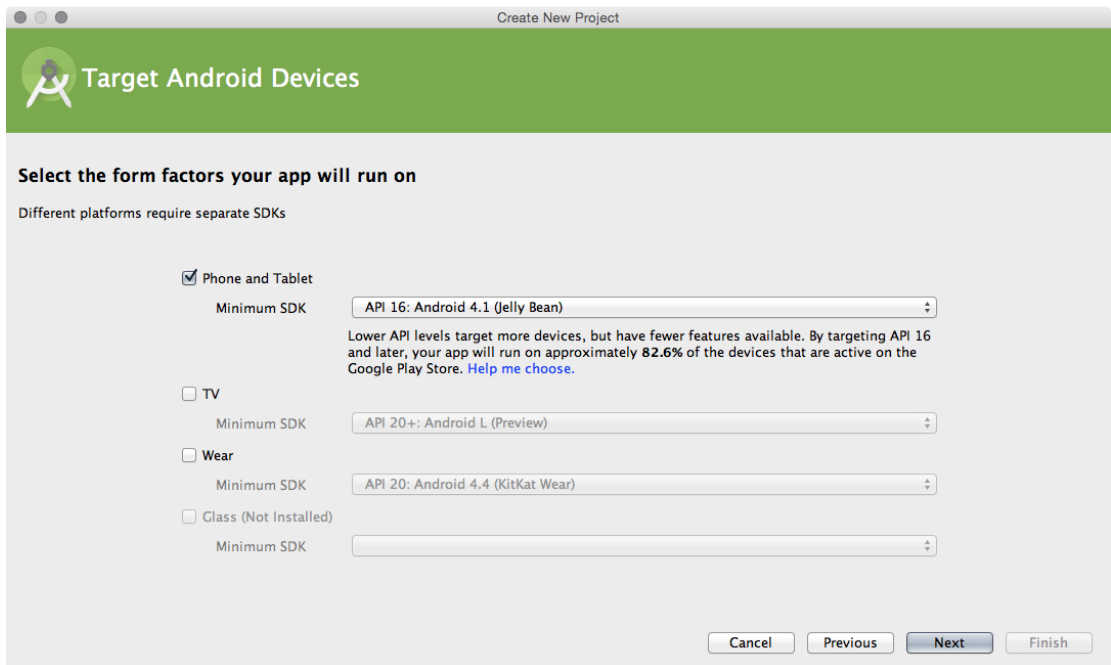 Create New Project
Target Android Devices
Select the form factors your app will run on
Different platforms require separate SDKs
Phone and Tablet
Minimum SDK API 16: Android 4.1 (Jelly Bean)
Lower API levels target more devices, but have fewer features available. By targeting API 16
and later, your app will run on approximately 82.6% of the devices that are active on the
Google Play Store. Help me choose.
TV
Minimum SDK API 20+: Android L (Preview)
Wear
Minimum SDK API 20: Android 4.4 (KitKat Wear)
Glass (Not Installed)
Minimum SDK
Cancel Previous Next Finish